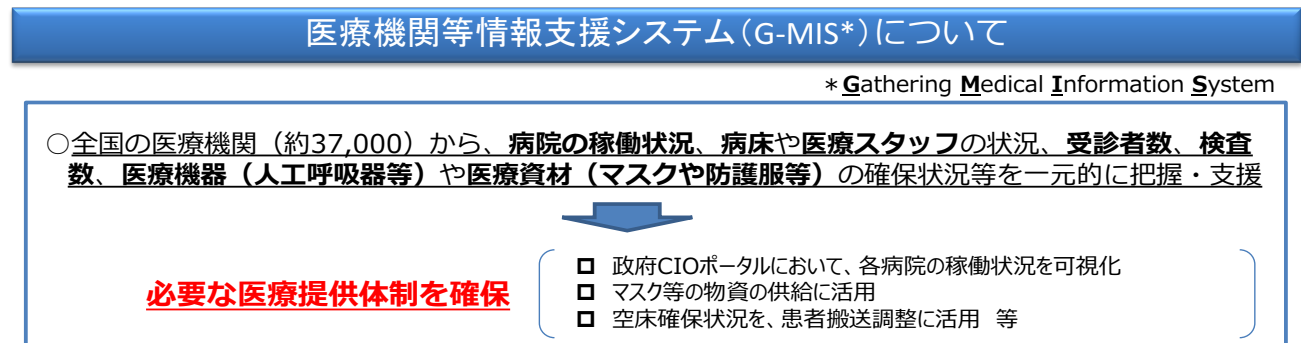 医療機関等情報支援システム（G-MIS*）について
＊Gathering Medical Information System
○全国の医療機関（約37,000）から、病院の稼働状況、病床や医療スタッフの状況、受診者数、検査
数、医療機器（人工呼吸器等）や医療資材（マスクや防護服等）の確保状況等を一元的に把握・支援
必要な医療提供体制を確保
政府CIOポータルにおいて、各病院の稼働状況を可視化
マスク等の物資の供給に活用
空床確保状況を、患者搬送調整に活用 等